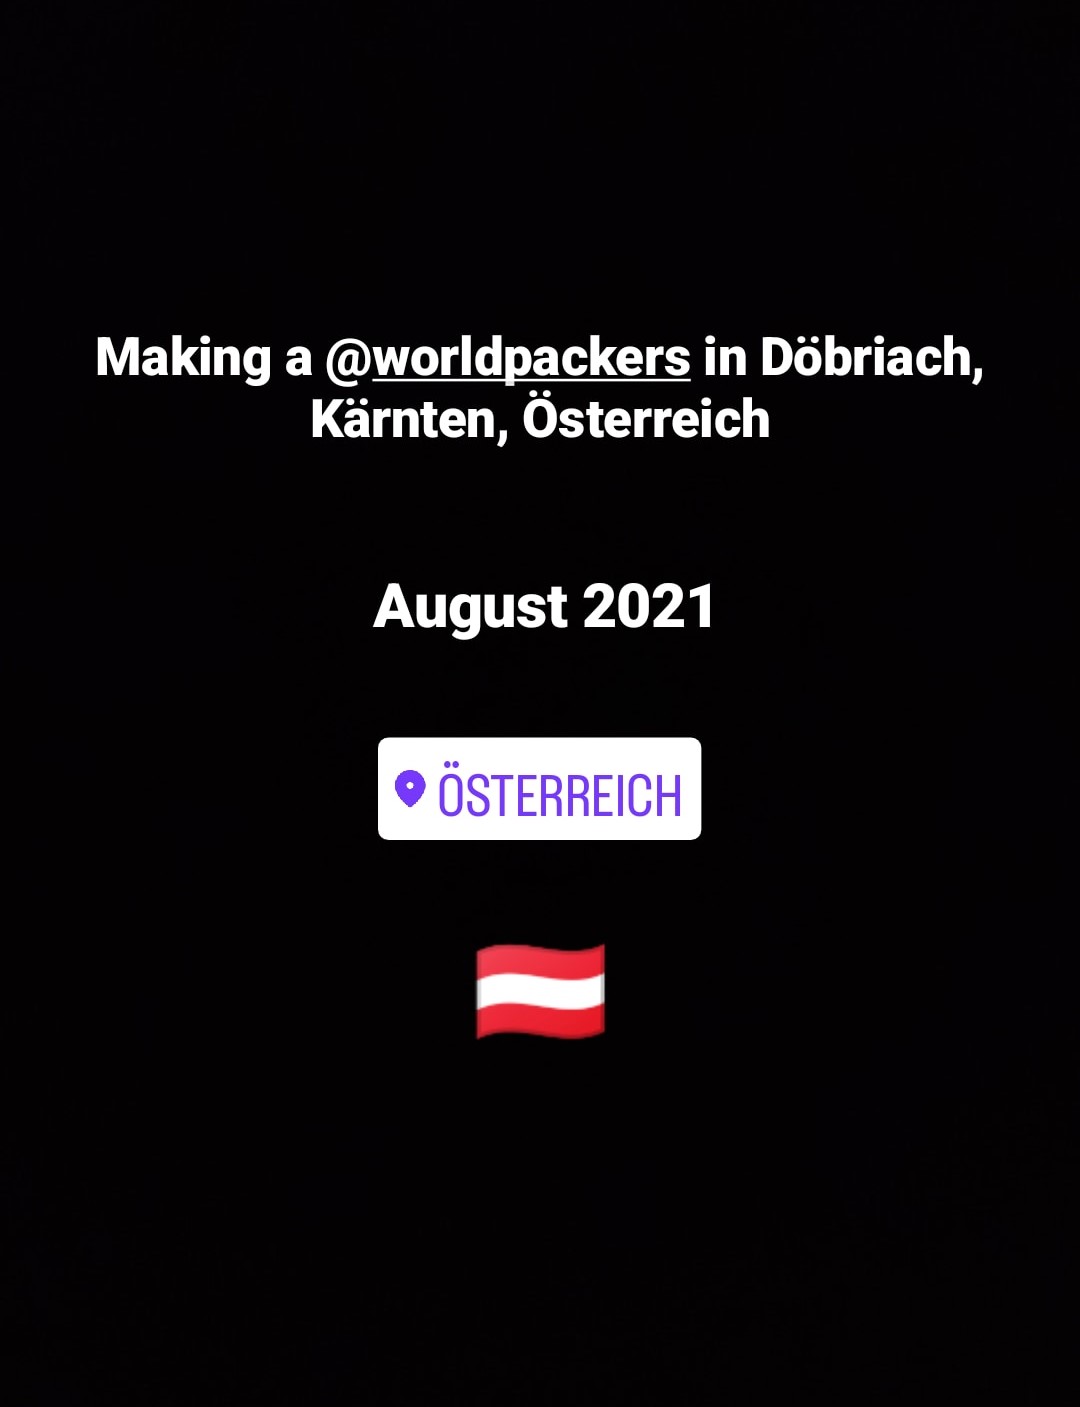 Making a @worldpackers in Döbriach,
Kärnten, Österreich
August 2021
ÖSTERREICH